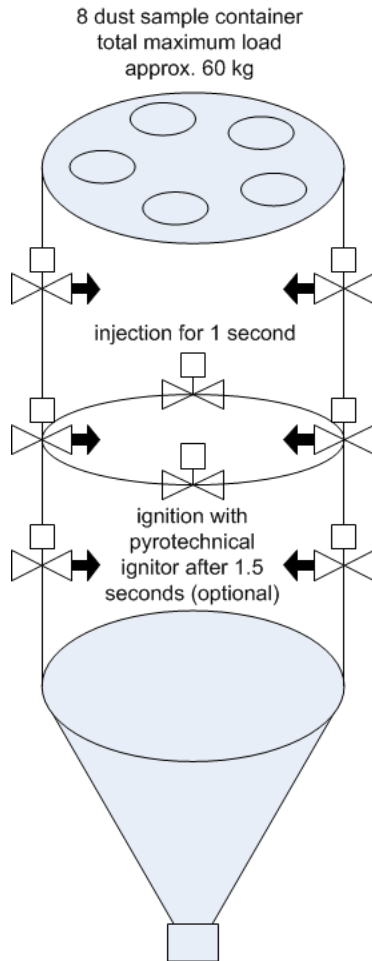 8 dust sample container
total maximum load
approx. 60 kg
injection for 1 second
ignition with
pyrotechnical
ignitor after 1.5
seconds (optional)